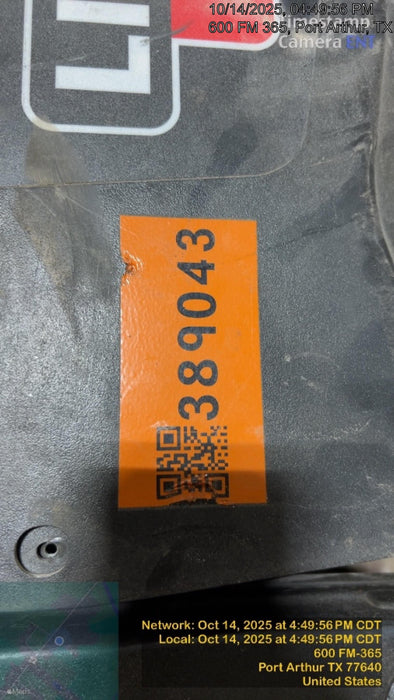 10/14/2025, 04:49:56 PM
600 FM 365, Port Arthur, TX
Timestamp
Camera
389043
Network: Oct 14, 2025 at 4:49:56 PM CDT
Local: Oct 14, 2025 at 4:49:56 PM CDT
600 FM-365
Port Arthur TX 77640
United States